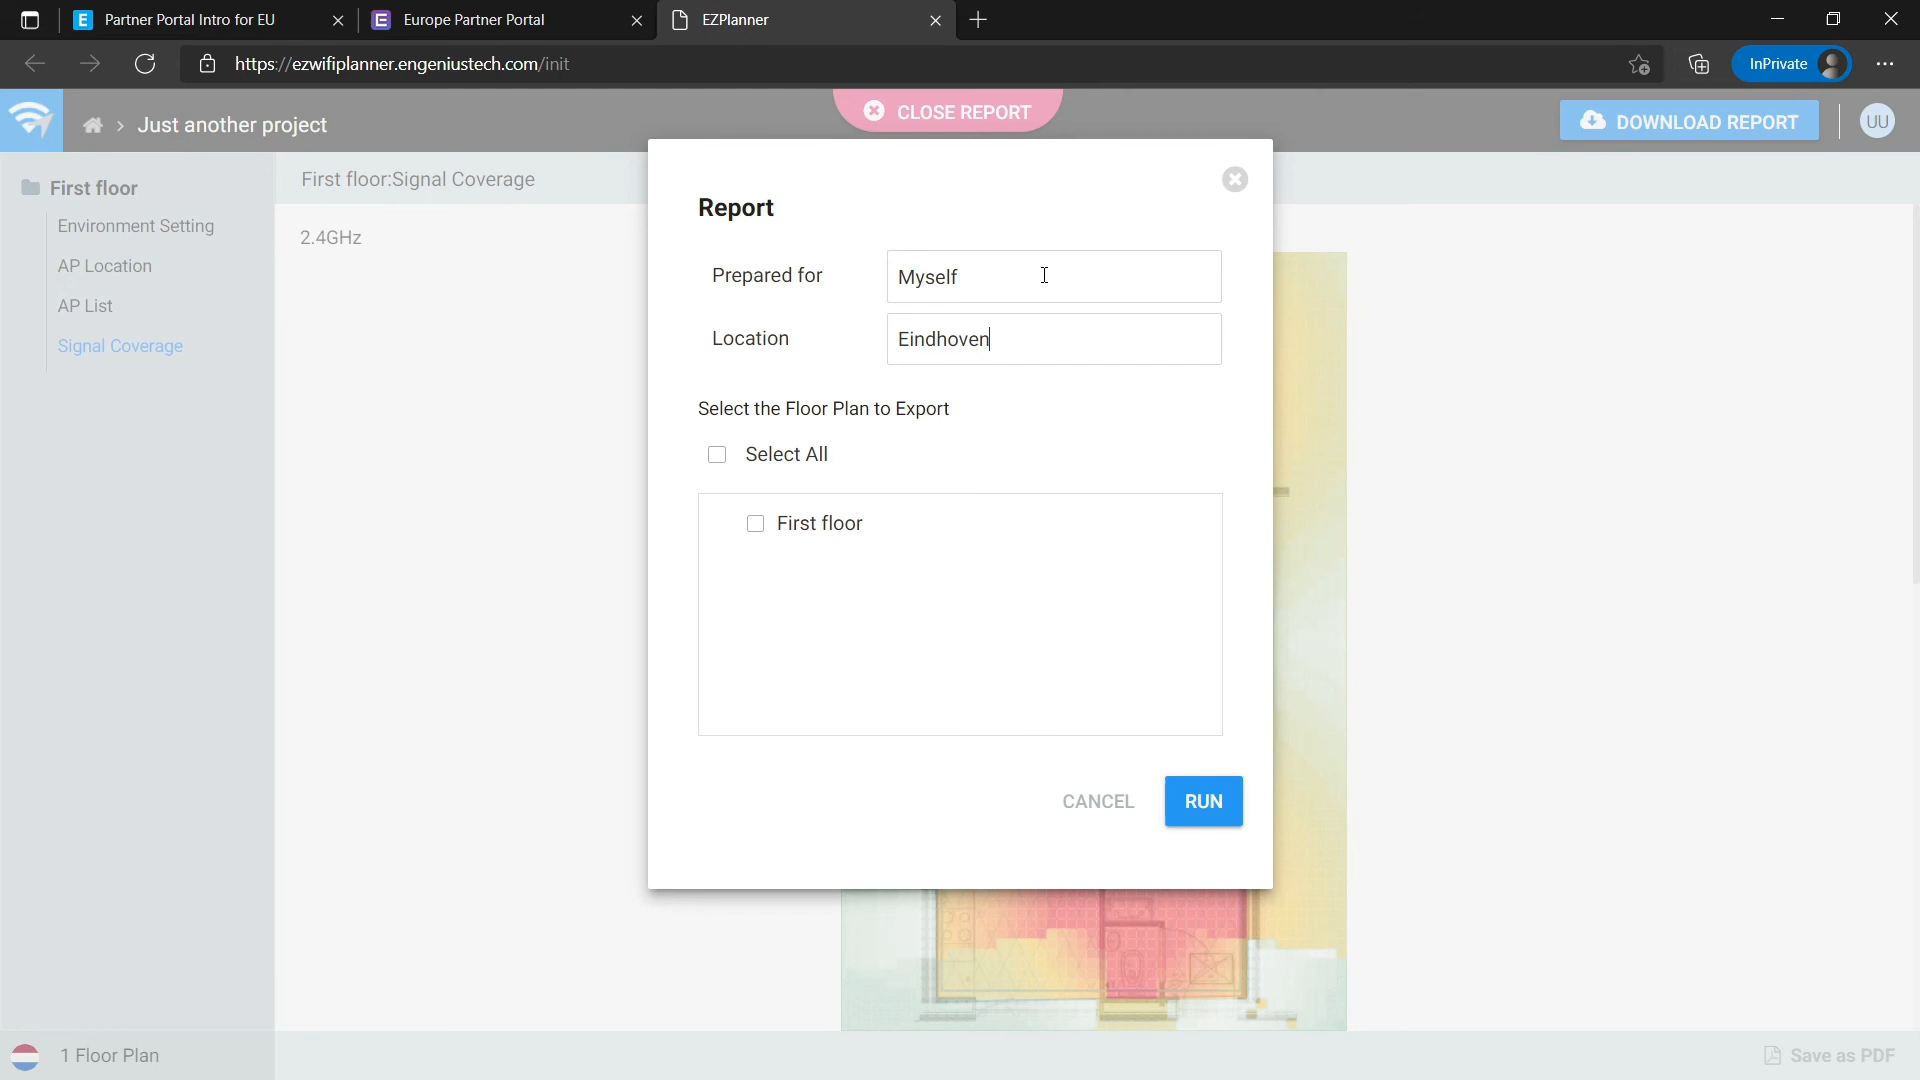 Partner Portal Intro for EU
Europe Partner Portal
EZPlanner
https://ezwifiplanner.engeniustech.com/init
InPrivate
Just another project
CLOSE REPORT
DOWNLOAD REPORT
UU
First floor
Environment Setting
AP Location
AP List
Signal Coverage
First floor:Signal Coverage
2.4GHz
Report
Prepared for
Myself
Location
Eindhoven
Select the Floor Plan to Export
Select All
First floor
CANCEL
RUN
1 Floor Plan
Save as PDF